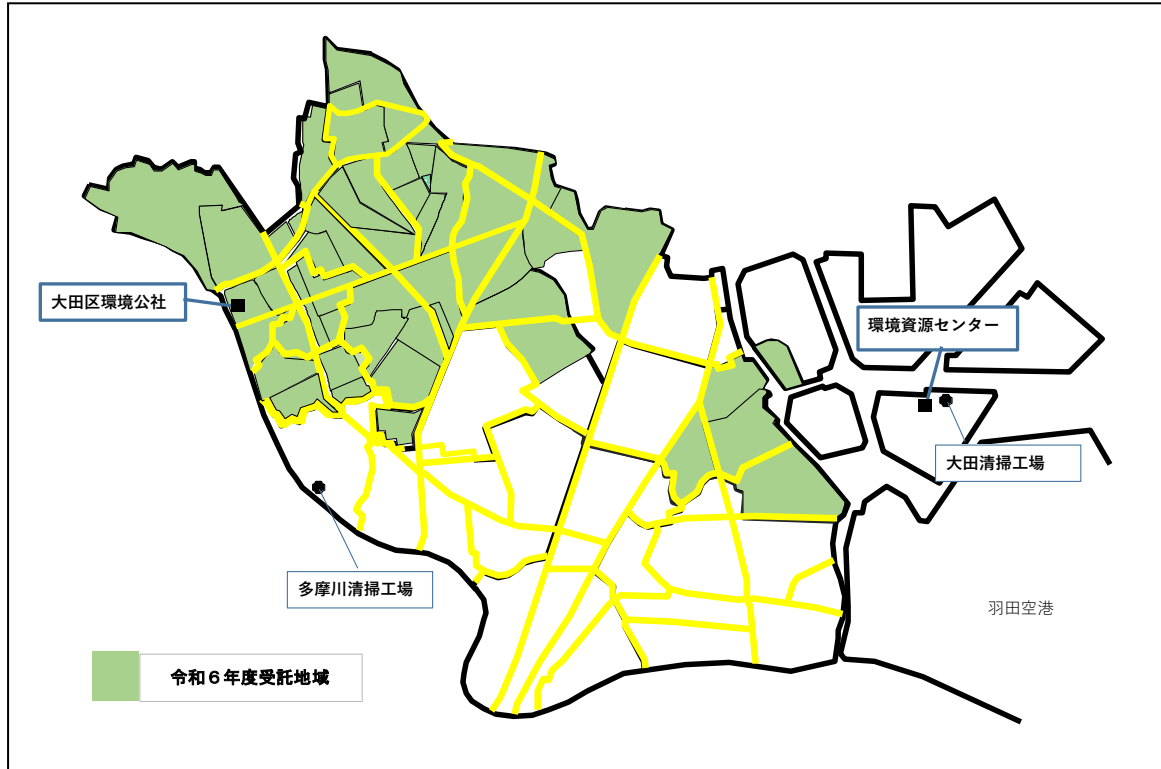 大田区環境公社
環境資源センター
大田清掃工場
多摩川清掃工場
羽田空港
令和６年度受託地域